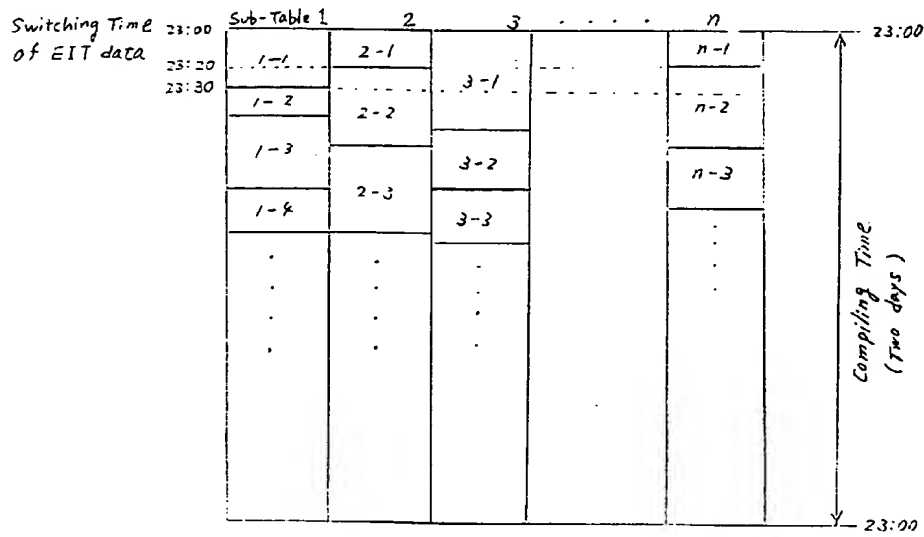 Switching Time
of EIT data
Sub-Table 1 2 3 . . . . n
23:00 23:00
1-1 2-1 n-1
23:20
3-1
23:30
1-2 2-2 n-2
1-3 3-2 n-3
2-3
1-4 3-3
Compiling Time
(Two days)
23:00